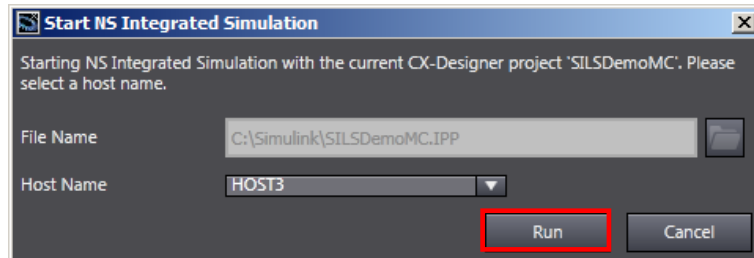 Start NS Integrated Simulation
Starting NS Integrated Simulation with the current CX-Designer project 'SILSDemoMC'. Please
select a host name.
File Name
C:\Simulink\SILSDemoMC.IPP
Host Name
HOST3
Run
Cancel